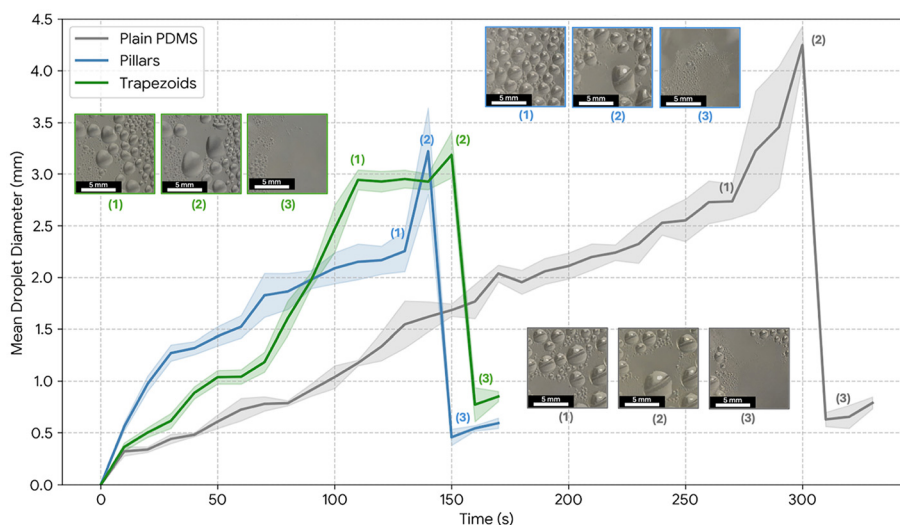 4.5
4.0
3.5
3.0
2.5
2.0
1.5
1.0
0.5
0.0
Mean Droplet Diameter (mm)
Plain PDMS
Pillars
Trapezoids
5 mm
5 mm
5 mm
(1)
(2)
(3)
5 mm
5 mm
5 mm
(1)
(2)
(3)
(2)
(1)
(2)
(2)
(1)
(1)
5 mm
5 mm
5 mm
(1)
(2)
(3)
(3)
(3)
(3)
0
50
100
150
200
250
300
Time (s)